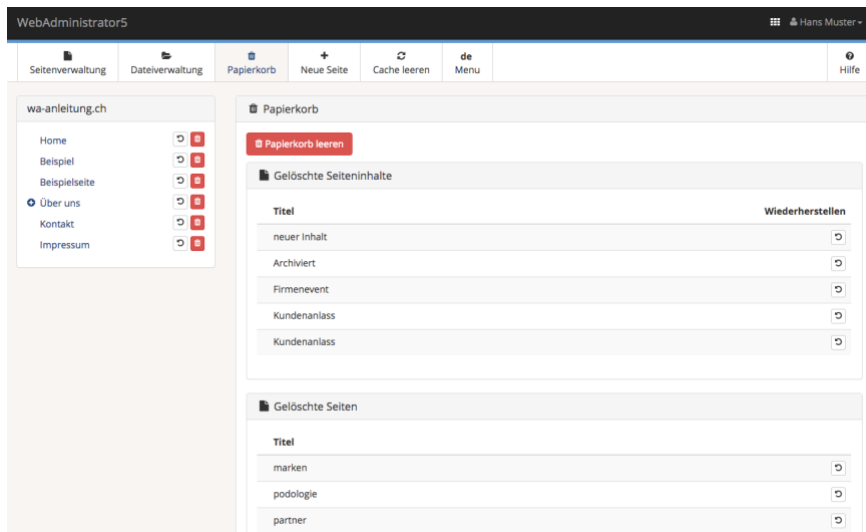 WebAdministrator5
Hans Muster
Seitenverwaltung
Dateiverwaltung
Papierkorb
Neue Seite
Cache leeren
de
Menu
Hilfe
wa-anleitung.ch
Home
Beispiel
Beispielseite
Über uns
Kontakt
Impressum
Papierkorb
Papierkorb leeren
Gelöschte Seiteninhalte
Titel Wiederherstellen
neuer Inhalt
Archiviert
Firmenevent
Kundenanlass
Kundenanlass
Gelöschte Seiten
Titel
marken
podologie
partner